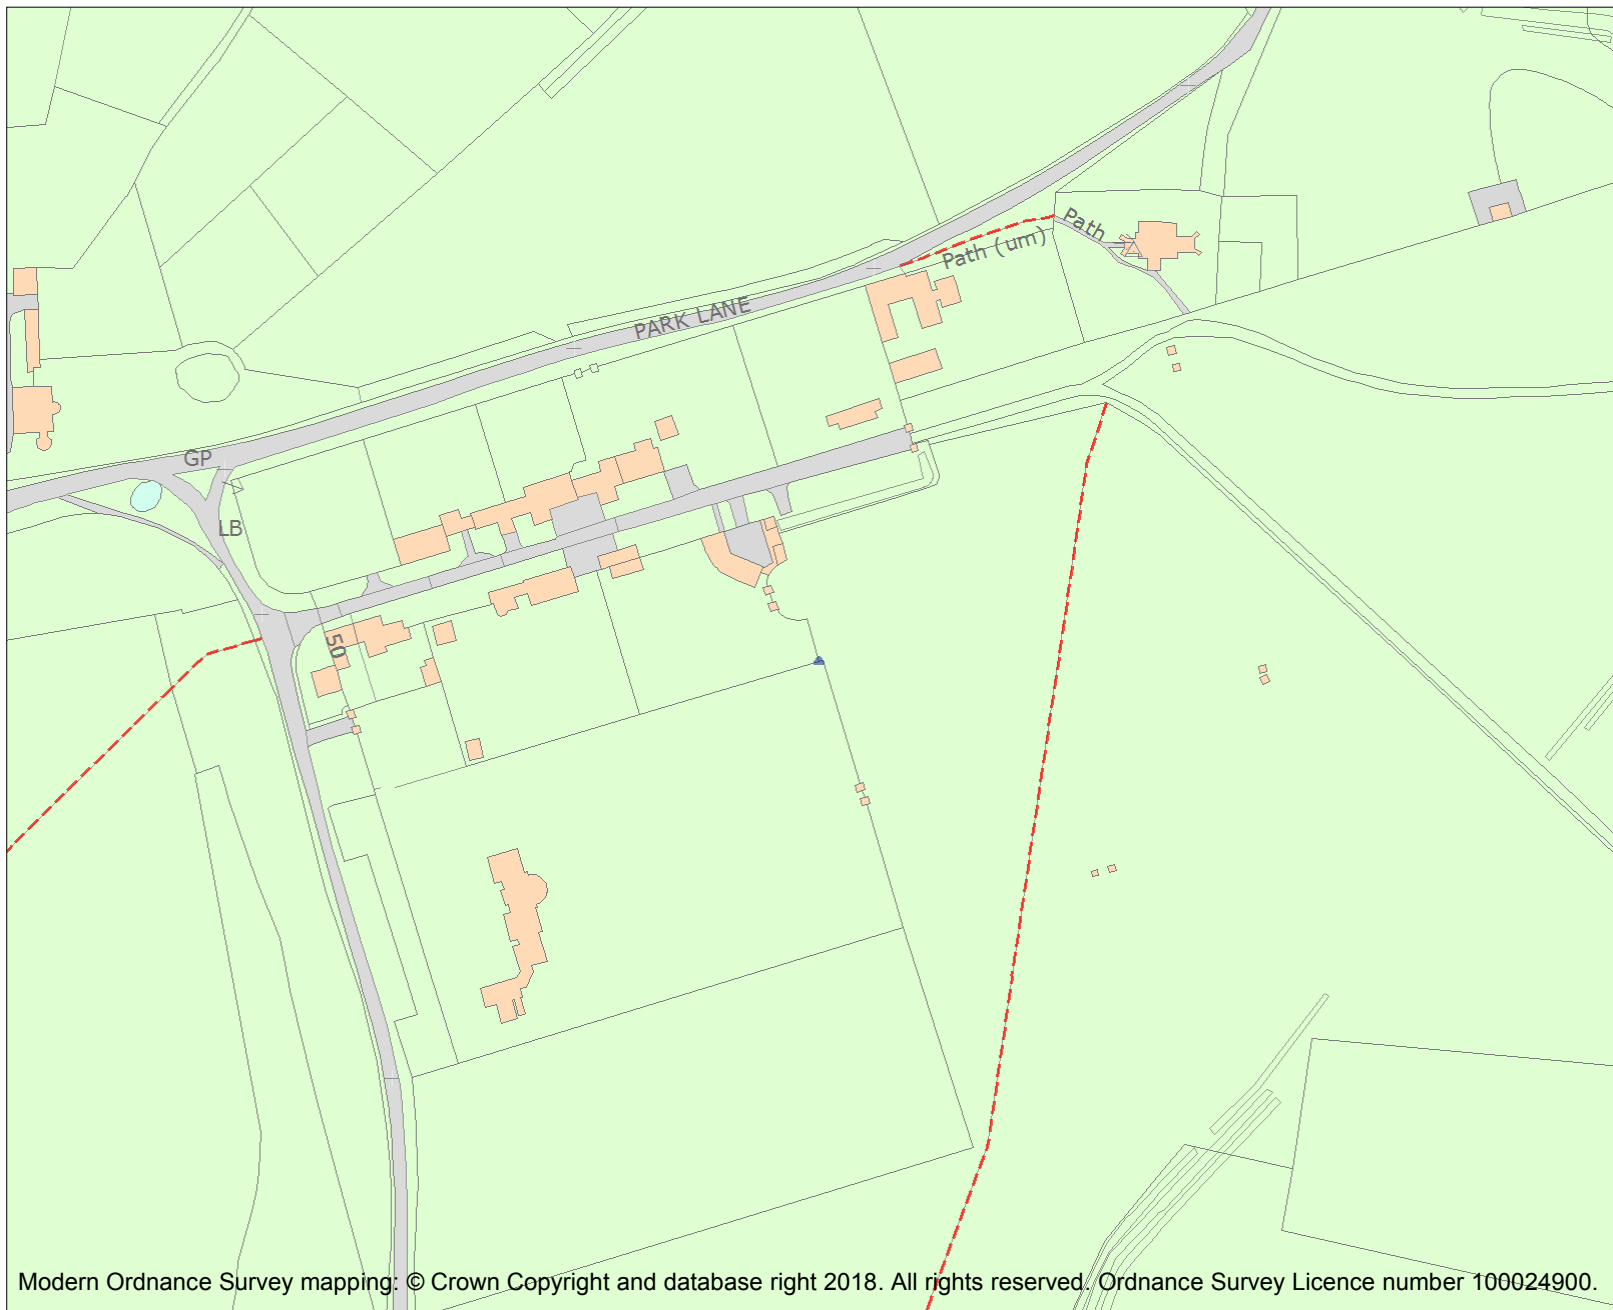 Path
Path (um)
PARK LANE
GP
LB
50
Modern Ordnance Survey mapping: © Crown Copyright and database right 2018. All rights reserved. Ordnance Survey Licence number 100024900.